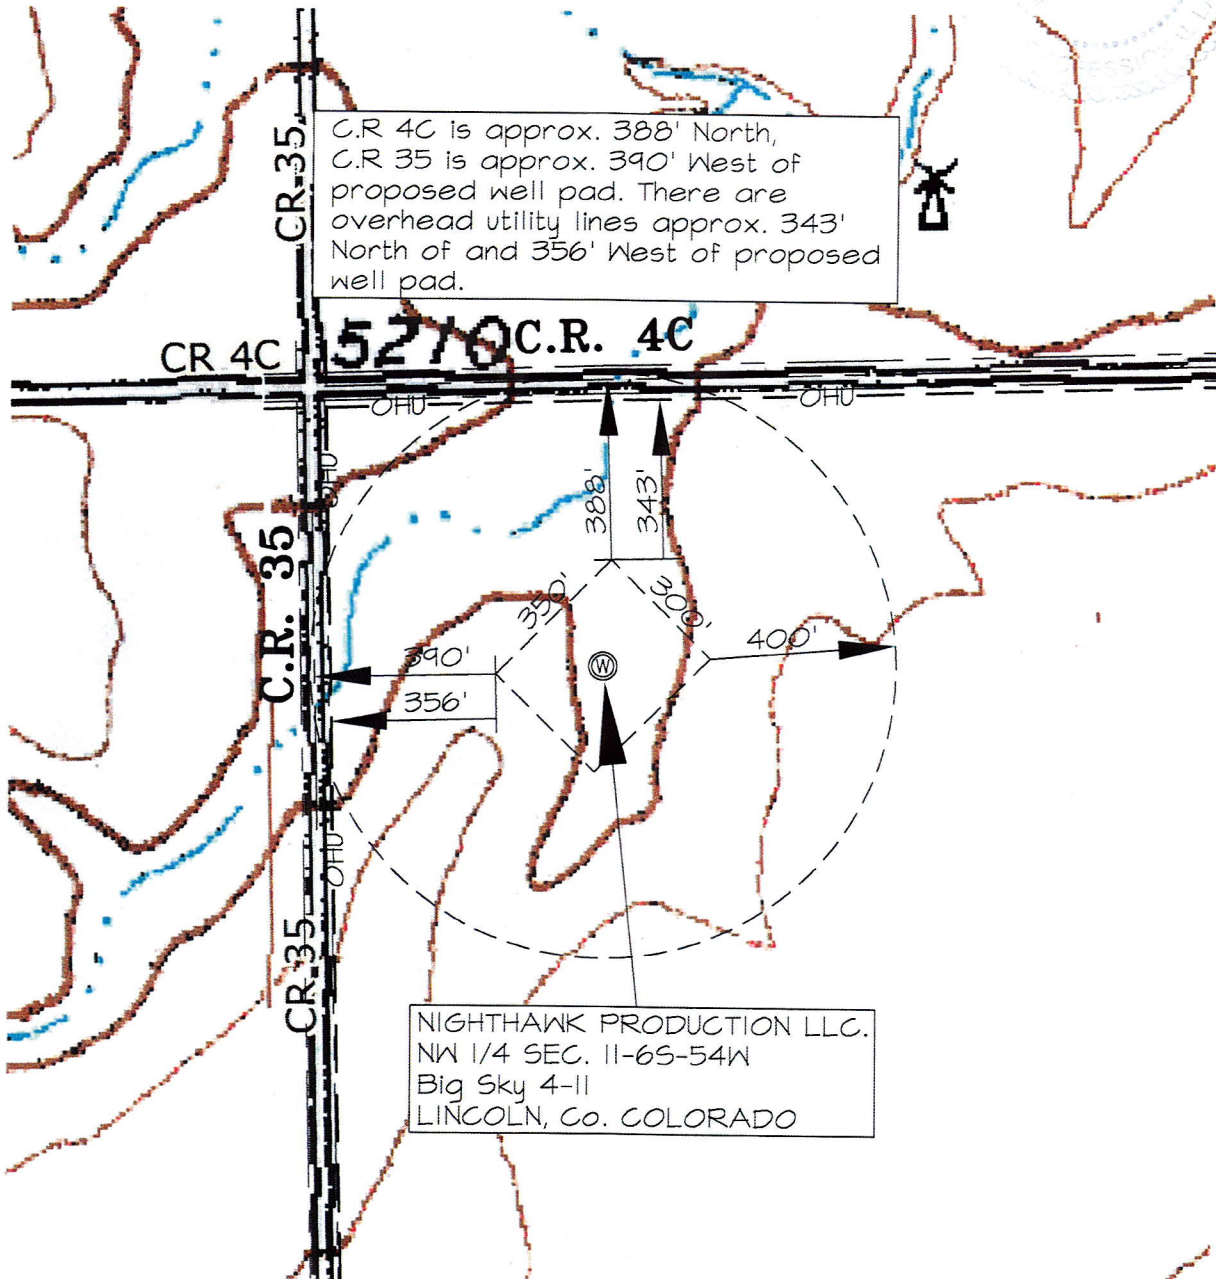 CR 35
C.R 4C is approx. 388' North,
C.R 35 is approx. 390' West of
proposed well pad. There are
overhead utility lines approx. 343'
North of and 356' West of proposed
well pad.
CR 4C
5210
C.R. 4C
OHU
OHU
OHU
388'
343'
C.R. 35
350'
300'
390'
W
400'
356'
OHU
CR 35
NIGHTHAWK PRODUCTION LLC.
NW 1/4 SEC. 11-6S-54W
Big Sky 4-11
LINCOLN, Co. COLORADO